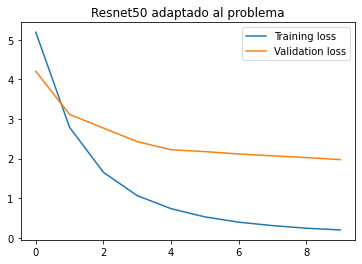 Resnet50 adaptado al problema
Training loss
Validation loss
5
4
3
2
1
0
0 2 4 6 8